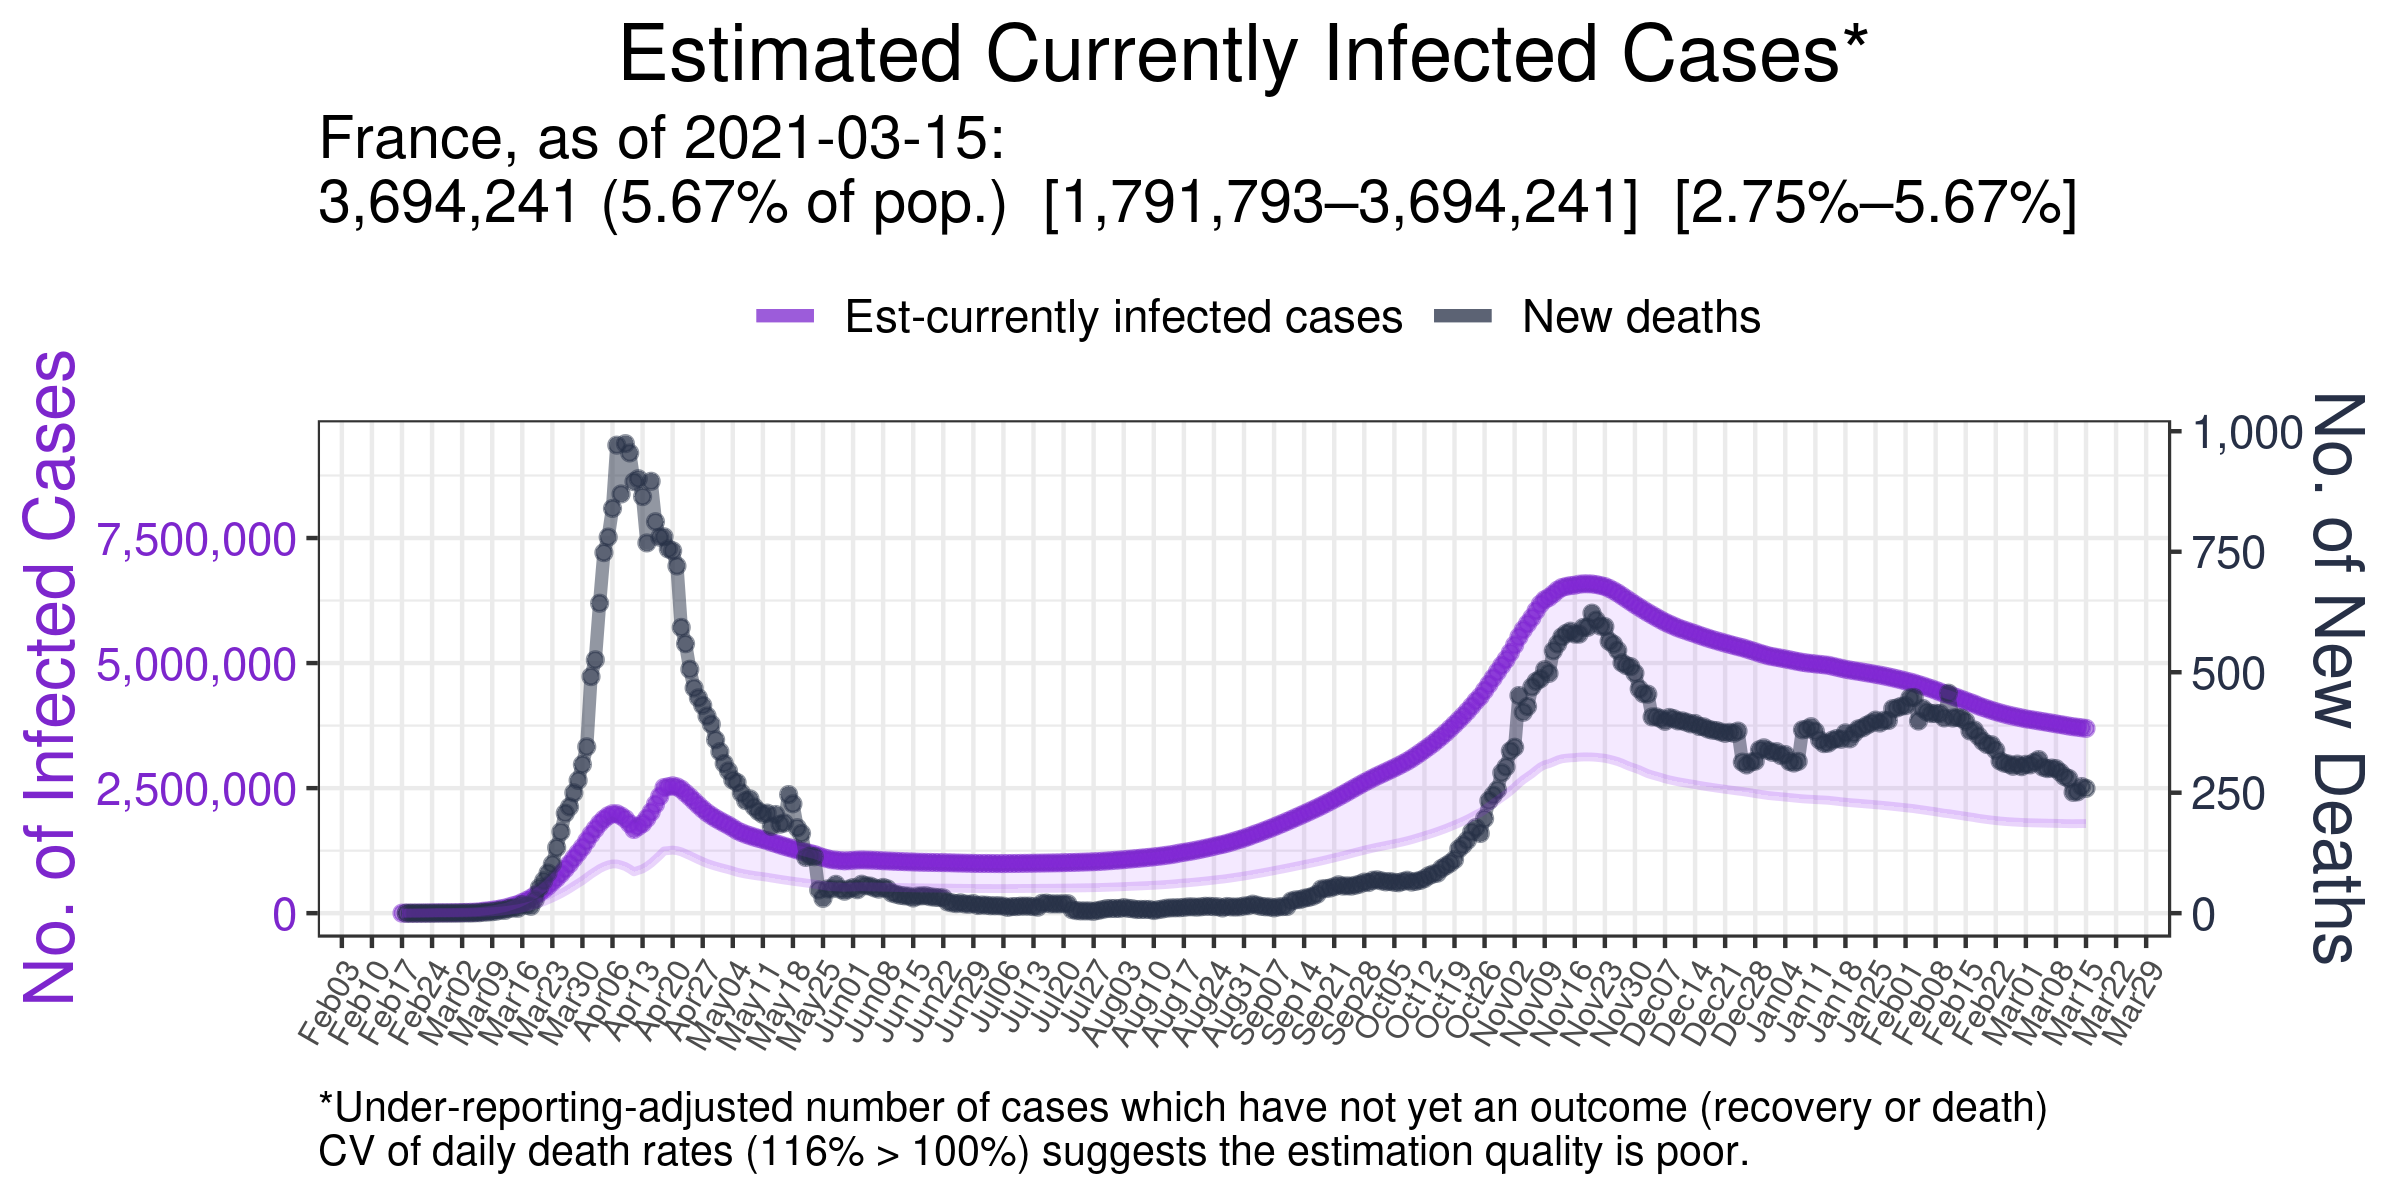 Estimated Currently Infected Cases*
France, as of 2021-03-15:
3,694,241 (5.67% of pop.) [1,791,793–3,694,241] [2.75%–5.67%]
Est-currently infected cases
New deaths
No. of Infected Cases
7,500,000
5,000,000
2,500,000
0
1,000
750
500
250
0
No. of New Deaths
Feb03
Feb10
Feb17
Feb24
Mar02
Mar09
Mar16
Mar23
Mar30
Apr06
Apr13
Apr20
Apr27
May04
May11
May18
May25
Jun01
Jun08
Jun15
Jun22
Jun29
Jul06
Jul13
Jul20
Jul27
Aug03
Aug10
Aug17
Aug24
Aug31
Sep07
Sep14
Sep21
Sep28
Oct05
Oct12
Oct19
Oct26
Nov02
Nov09
Nov16
Nov23
Nov30
Dec07
Dec14
Dec21
Dec28
Jan04
Jan11
Jan18
Jan25
Feb01
Feb08
Feb15
Feb22
Mar01
Mar08
Mar15
Mar22
Mar29
*Under-reporting-adjusted number of cases which have not yet an outcome (recovery or death)
CV of daily death rates (116% > 100%) suggests the estimation quality is poor.